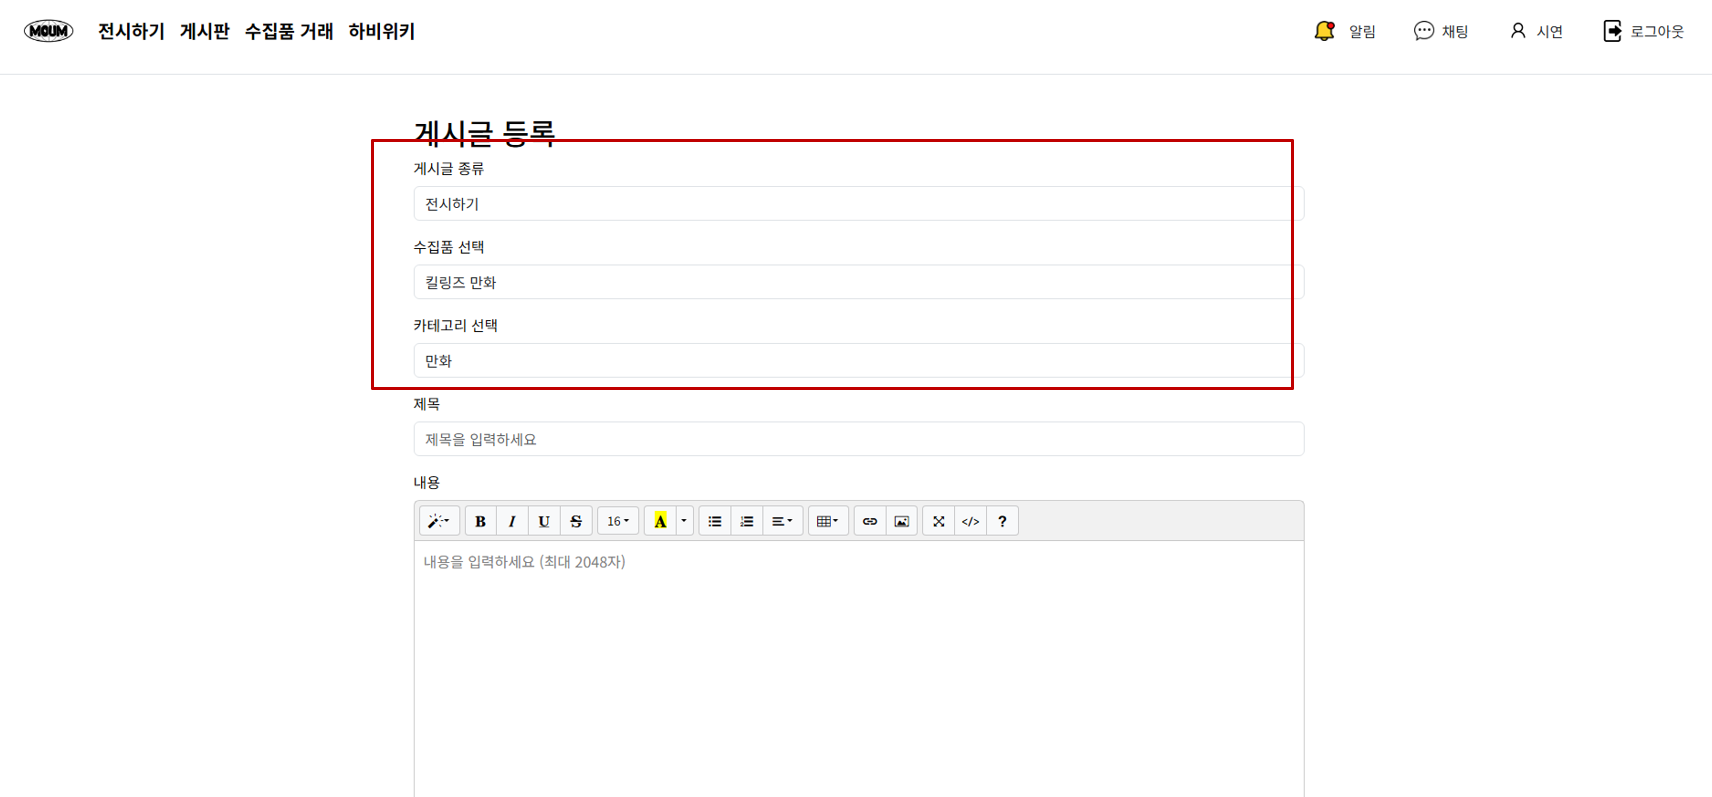 MOUM 전시하기 게시판 수집품 거래 하비위키 알림 채팅 시연 로그아웃
게시글 등록
게시글 종류
전시하기
수집품 선택
킬링즈 만화
카테고리 선택
만화
제목
제목을 입력하세요
내용
B I U S 16 A </> ?
내용을 입력하세요 (최대 2048자)